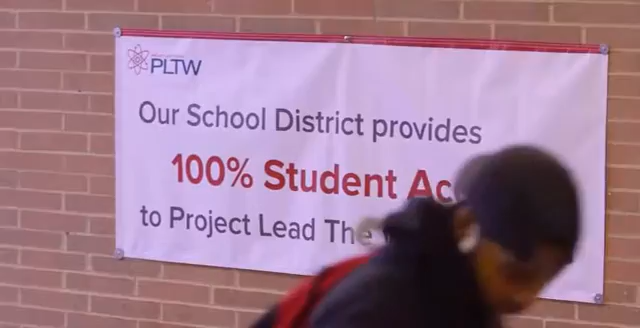 PLTW
Our School District provides
100% Student Ac
to Project Lead The